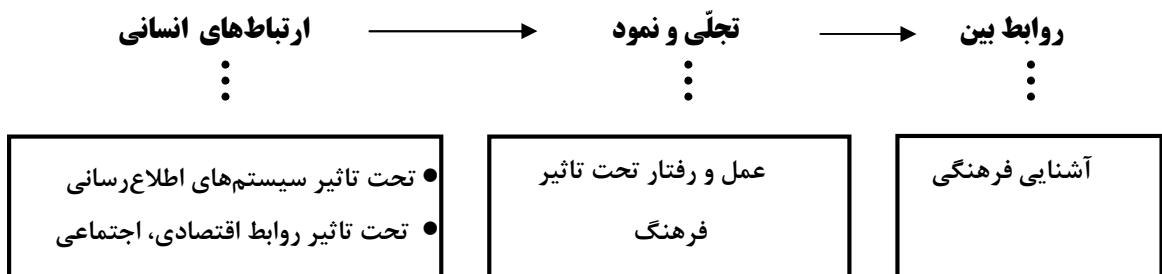 ارتباط‌های انسانی
تجلّی و نمود
روابط بین
• تحت تاثیر سیستم‌های اطلاع‌رسانی
• تحت تاثیر روابط اقتصادی، اجتماعی
عمل و رفتار تحت تاثیر
فرهنگ
آشنایی فرهنگی